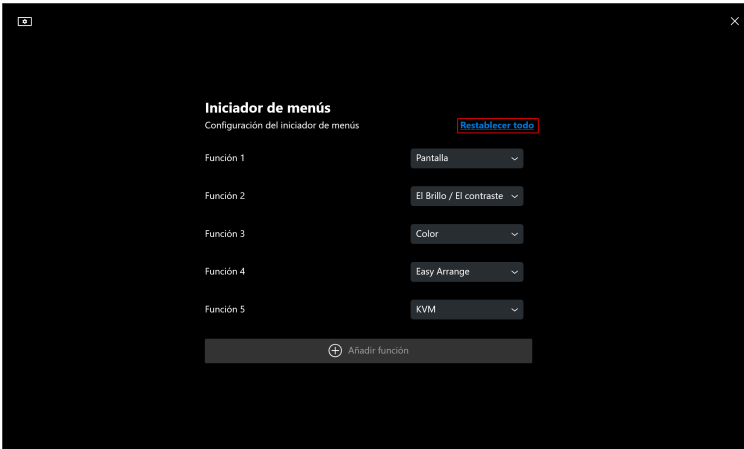 Iniciador de menús
Configuración del iniciador de menús
Restablecer todo
Función 1
Pantalla
Función 2
El Brillo / El contraste
Función 3
Color
Función 4
Easy Arrange
Función 5
KVM
Añadir función